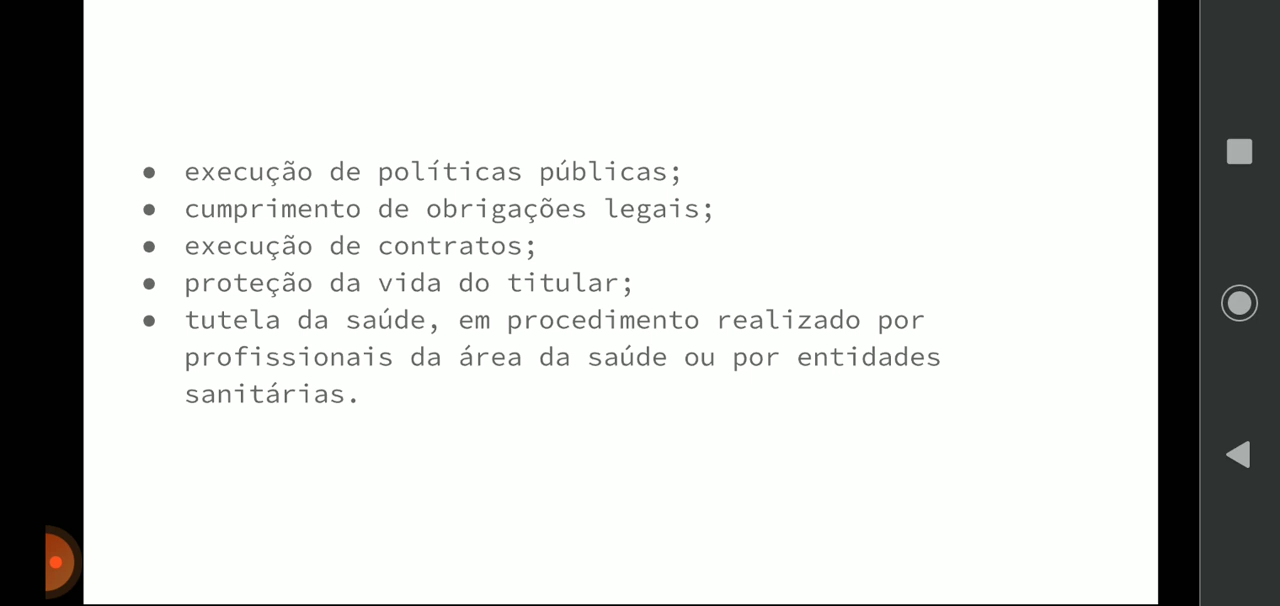 ● execução de políticas públicas;
● cumprimento de obrigações legais;
● execução de contratos;
● proteção da vida do titular;
● tutela da saúde, em procedimento realizado por
profissionais da área da saúde ou por entidades
sanitárias.